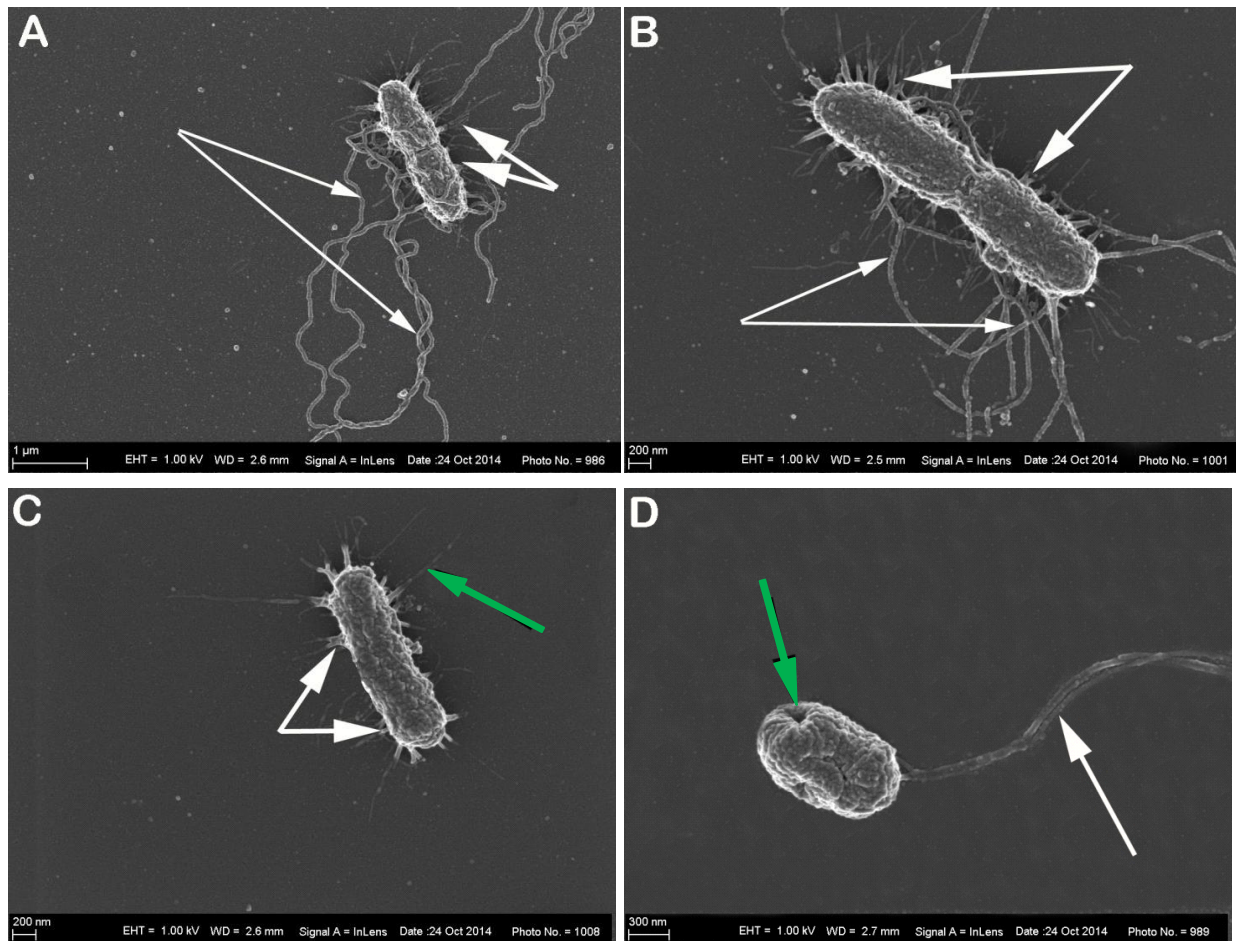 A
1 µm
EHT = 1.00 kV WD = 2.6 mm Signal A = InLens Date :24 Oct 2014 Photo No. = 986
B
200 nm
EHT = 1.00 kV WD = 2.5 mm Signal A = InLens Date :24 Oct 2014 Photo No. = 1001
C
200 nm
EHT = 1.00 kV WD = 2.6 mm Signal A = InLens Date :24 Oct 2014 Photo No. = 1008
D
300 nm
EHT = 1.00 kV WD = 2.7 mm Signal A = InLens Date :24 Oct 2014 Photo No. = 989